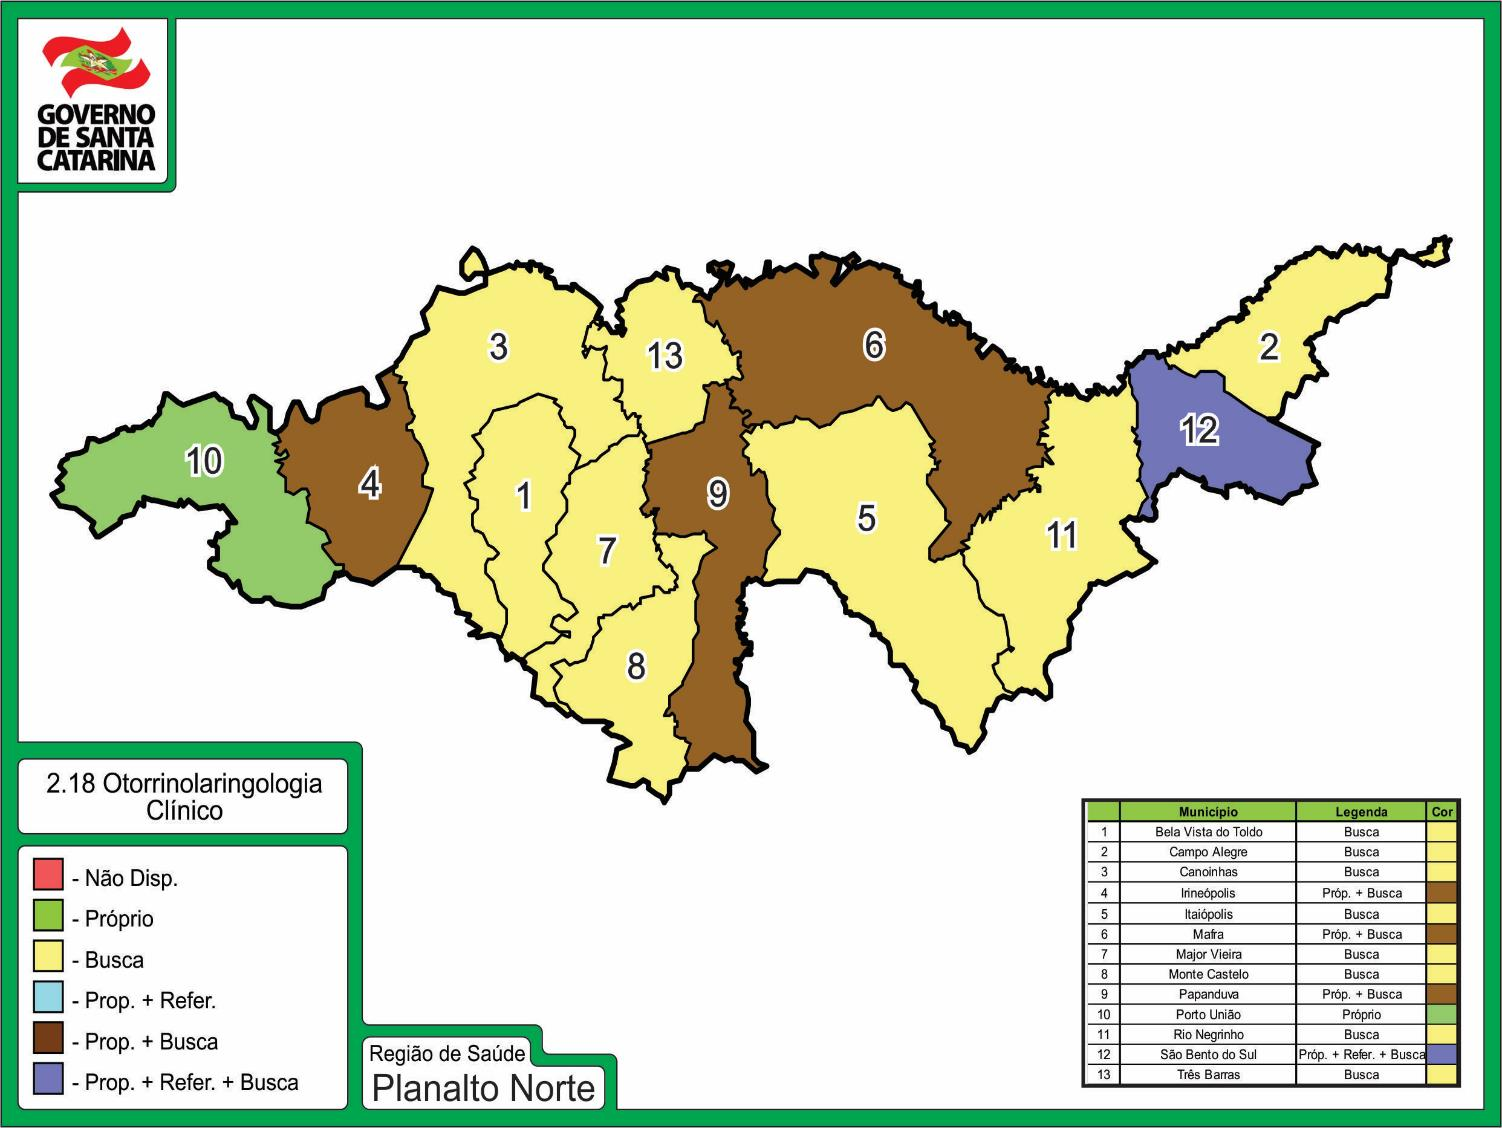 GOVERNO
DE SANTA
CATARINA
3
13
6
2
12
10
4
1
9
5
7
11
8
2.18 Otorrinolaringologia
Clínico
- Não Disp.
- Próprio
- Busca
- Prop. + Refer.
- Prop. + Busca
- Prop. + Refer. + Busca
Região de Saúde
Planalto Norte
Município Legenda Cor
1 Bela Vista do Toldo Busca
2 Campo Alegre Busca
3 Canoinhas Busca
4 Irineópolis Próp. + Busca
5 Itaiópolis Busca
6 Mafra Próp. + Busca
7 Major Vieira Busca
8 Monte Castelo Busca
9 Papanduva Próp. + Busca
10 Porto União Próprio
11 Rio Negrinho Busca
12 São Bento do Sul Próp. + Refer. + Busca
13 Três Barras Busca